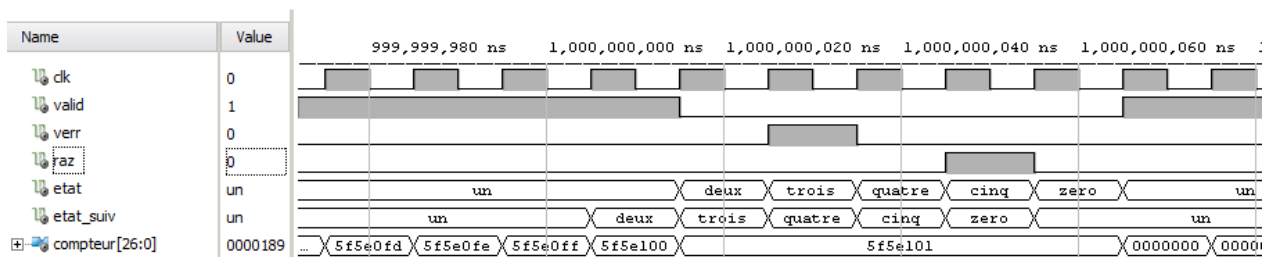 Name Value
999,999,980 ns 1,000,000,000 ns 1,000,000,020 ns 1,000,000,040 ns 1,000,000,060 ns
clk 0
valid 1
verr 0
raz 0
etat un un deux trois quatre cinq zero un
etat_suiv un un deux trois quatre cinq zero un
compteur[26:0] 0000189 ... 5f5e0fd 5f5e0fe 5f5e0ff 5f5e100 5f5e101 0000000